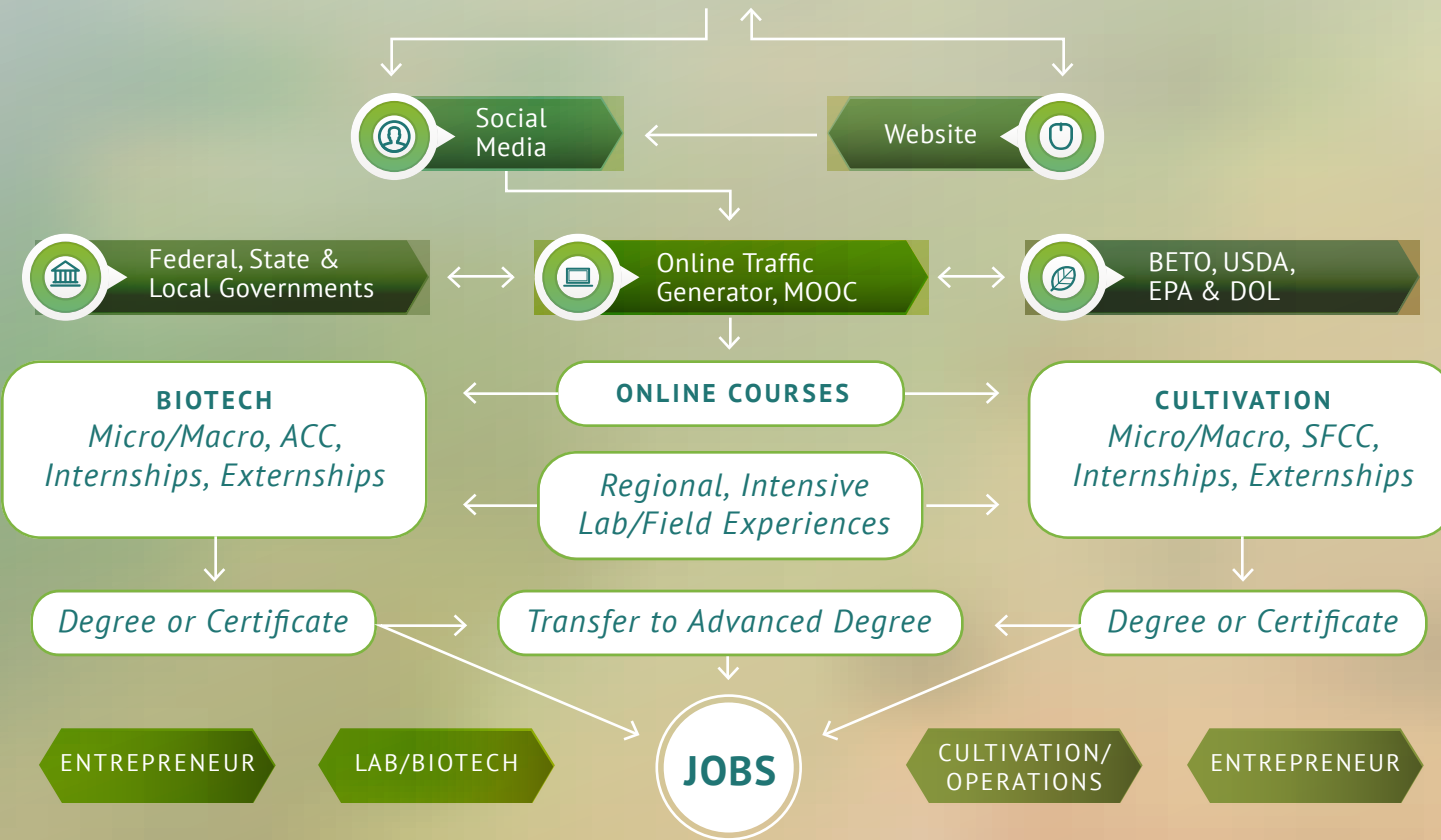 Social
Media
Website
Federal, State &
Local Governments
Online Traffic
Generator, MOOC
BETO, USDA,
EPA & DOL
BIOTECH
Micro/Macro, ACC,
Internships, Externships
ONLINE COURSES
Regional, Intensive
Lab/Field Experiences
CULTIVATION
Micro/Macro, SFCC,
Internships, Externships
Degree or Certificate
Transfer to Advanced Degree
Degree or Certificate
ENTREPRENEUR
LAB/BIOTECH
JOBS
CULTIVATION/
OPERATIONS
ENTREPRENEUR